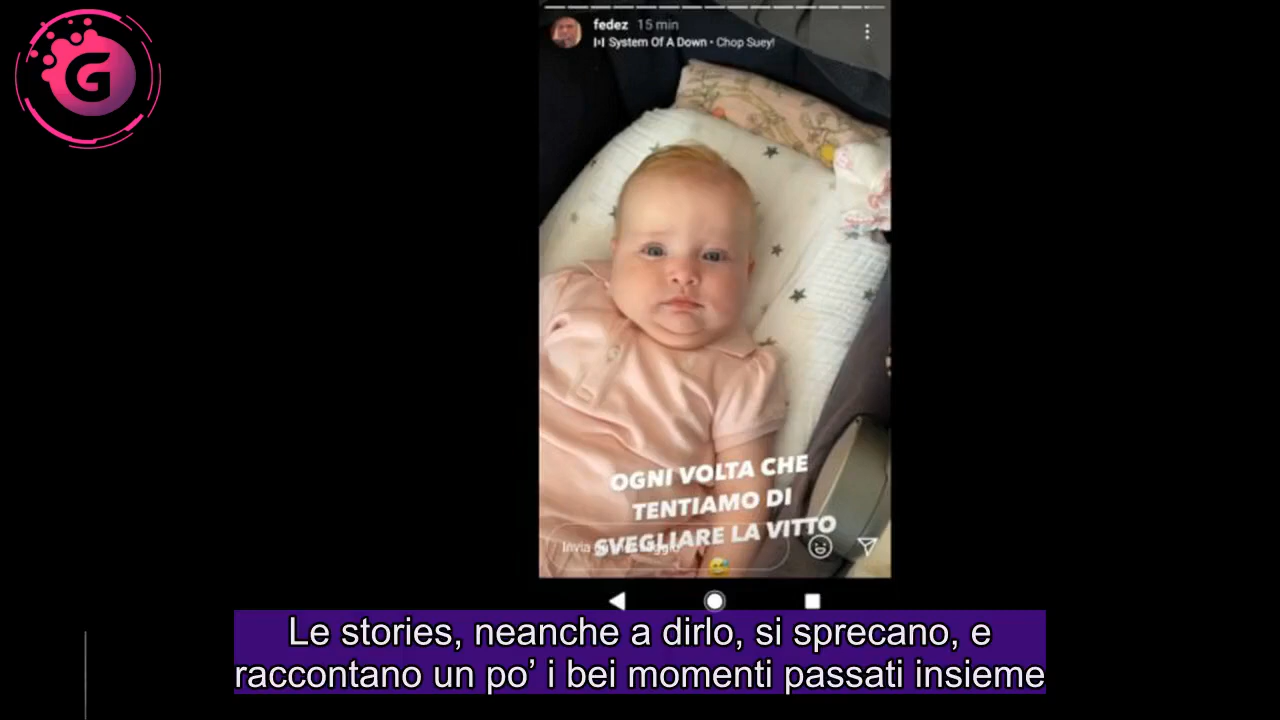 fedez 15 min
System Of A Down • Chop Suey!
G
OGNI VOLTA CHE
TENTIAMO DI
SVEGLIARE LA VITTO
Invia
Le stories, neanche a dirlo, si sprecano, e
raccontano un po’ i bei momenti passati insieme